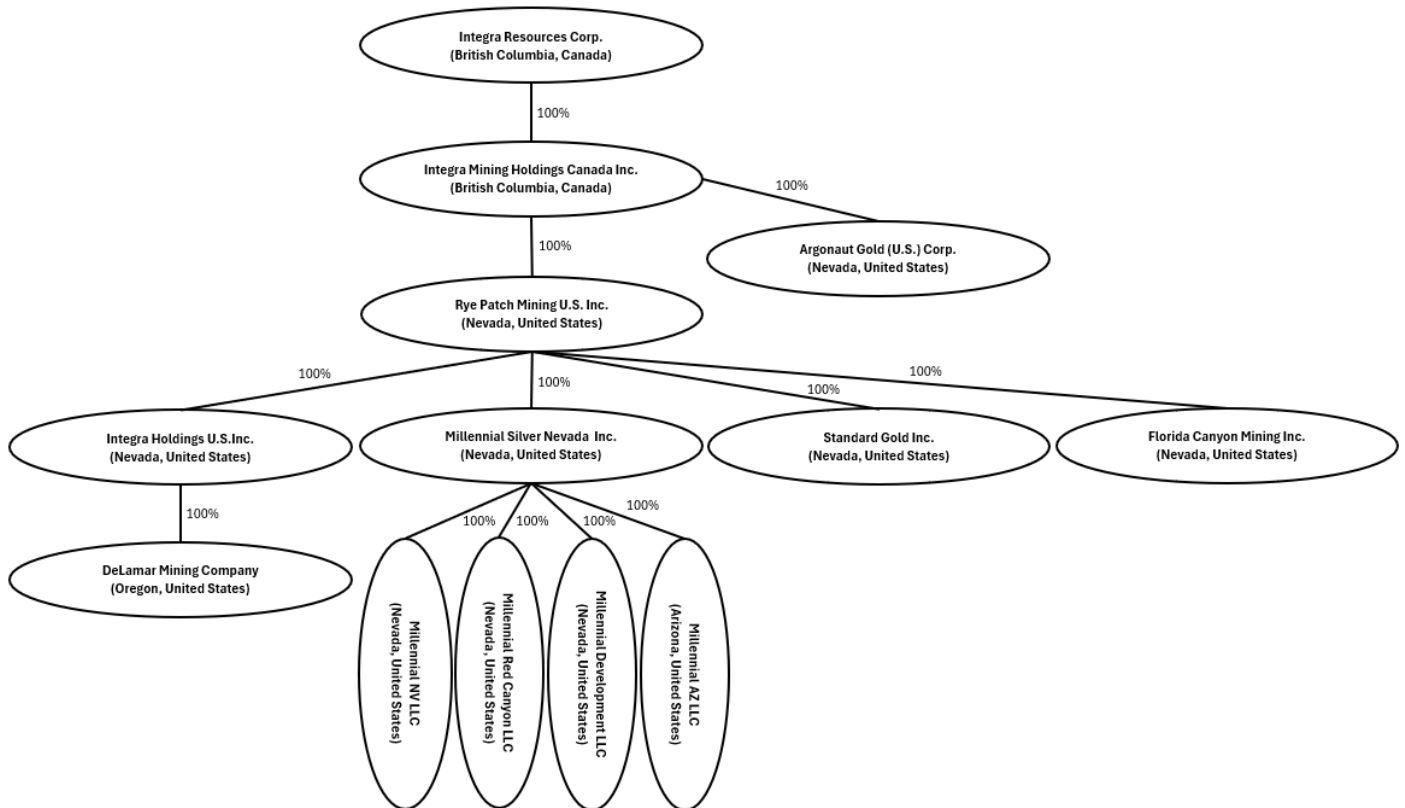 Integra Resources Corp.
(British Columbia, Canada)
100%
Integra Mining Holdings Canada Inc.
(British Columbia, Canada)
100%
100%
Argonaut Gold (U.S.) Corp.
(Nevada, United States)
Rye Patch Mining U.S. Inc.
(Nevada, United States)
100%
100%
100%
100%
Integra Holdings U.S.Inc.
(Nevada, United States)
Millennial Silver Nevada  Inc.
(Nevada, United States)
Standard Gold Inc.
(Nevada, United States)
Florida Canyon Mining Inc.
(Nevada, United States)
100%
100%
100%
100%
100%
DeLamar Mining Company
(Oregon, United States)
Millennial NV LLC
(Nevada, United States)
Millennial Red Canyon LLC
(Nevada, United States)
Millennial Development LLC
(Nevada, United States)
Millennial AZ LLC
(Arizona, United States)